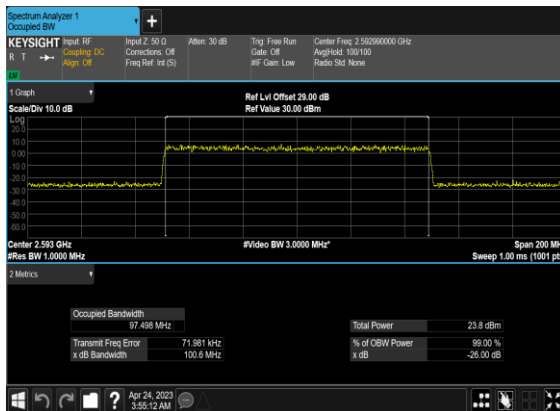 Spectrum Analyzer 1
Occupied BW
KEYSIGHT Input: RF Input Z: 50 Ω Atten: 30 dB Trig: Free Run Center Freq: 2.592990000 GHz
R T Coupling: DC Corrections: Off Gate: Off Avg|Hold: 100/100
Align: Off Freq Ref: Int (S) #IF Gain: Low Radio Std: None
LXI
1 Graph
Ref Lvl Offset 29.00 dB
Scale/Div 10.0 dB Ref Value 30.00 dBm
Log
20.0
10.0
0.00
-10.0
-20.0
-30.0
-40.0
-50.0
-60.0
Center 2.593 GHz #Video BW 3.0000 MHz* Span 200 MH
#Res BW 1.0000 MHz Sweep 1.00 ms (1001 pt
2 Metrics
Occupied Bandwidth
97.498 MHz Total Power 23.8 dBm
Transmit Freq Error 71.981 kHz % of OBW Power 99.00 %
x dB Bandwidth 100.6 MHz x dB -26.00 dB
Apr 24, 2023
3:55:12 AM